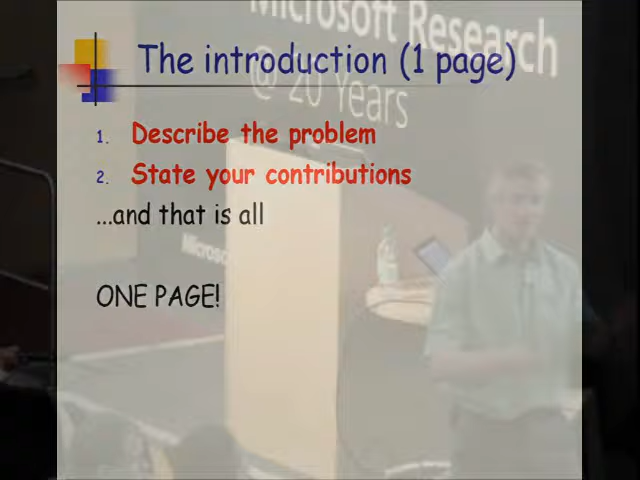 Microsoft Research
@ 20 Years
The introduction (1 page)
1. Describe the problem
2. State your contributions
...and that is all
Microso
ONE PAGE!